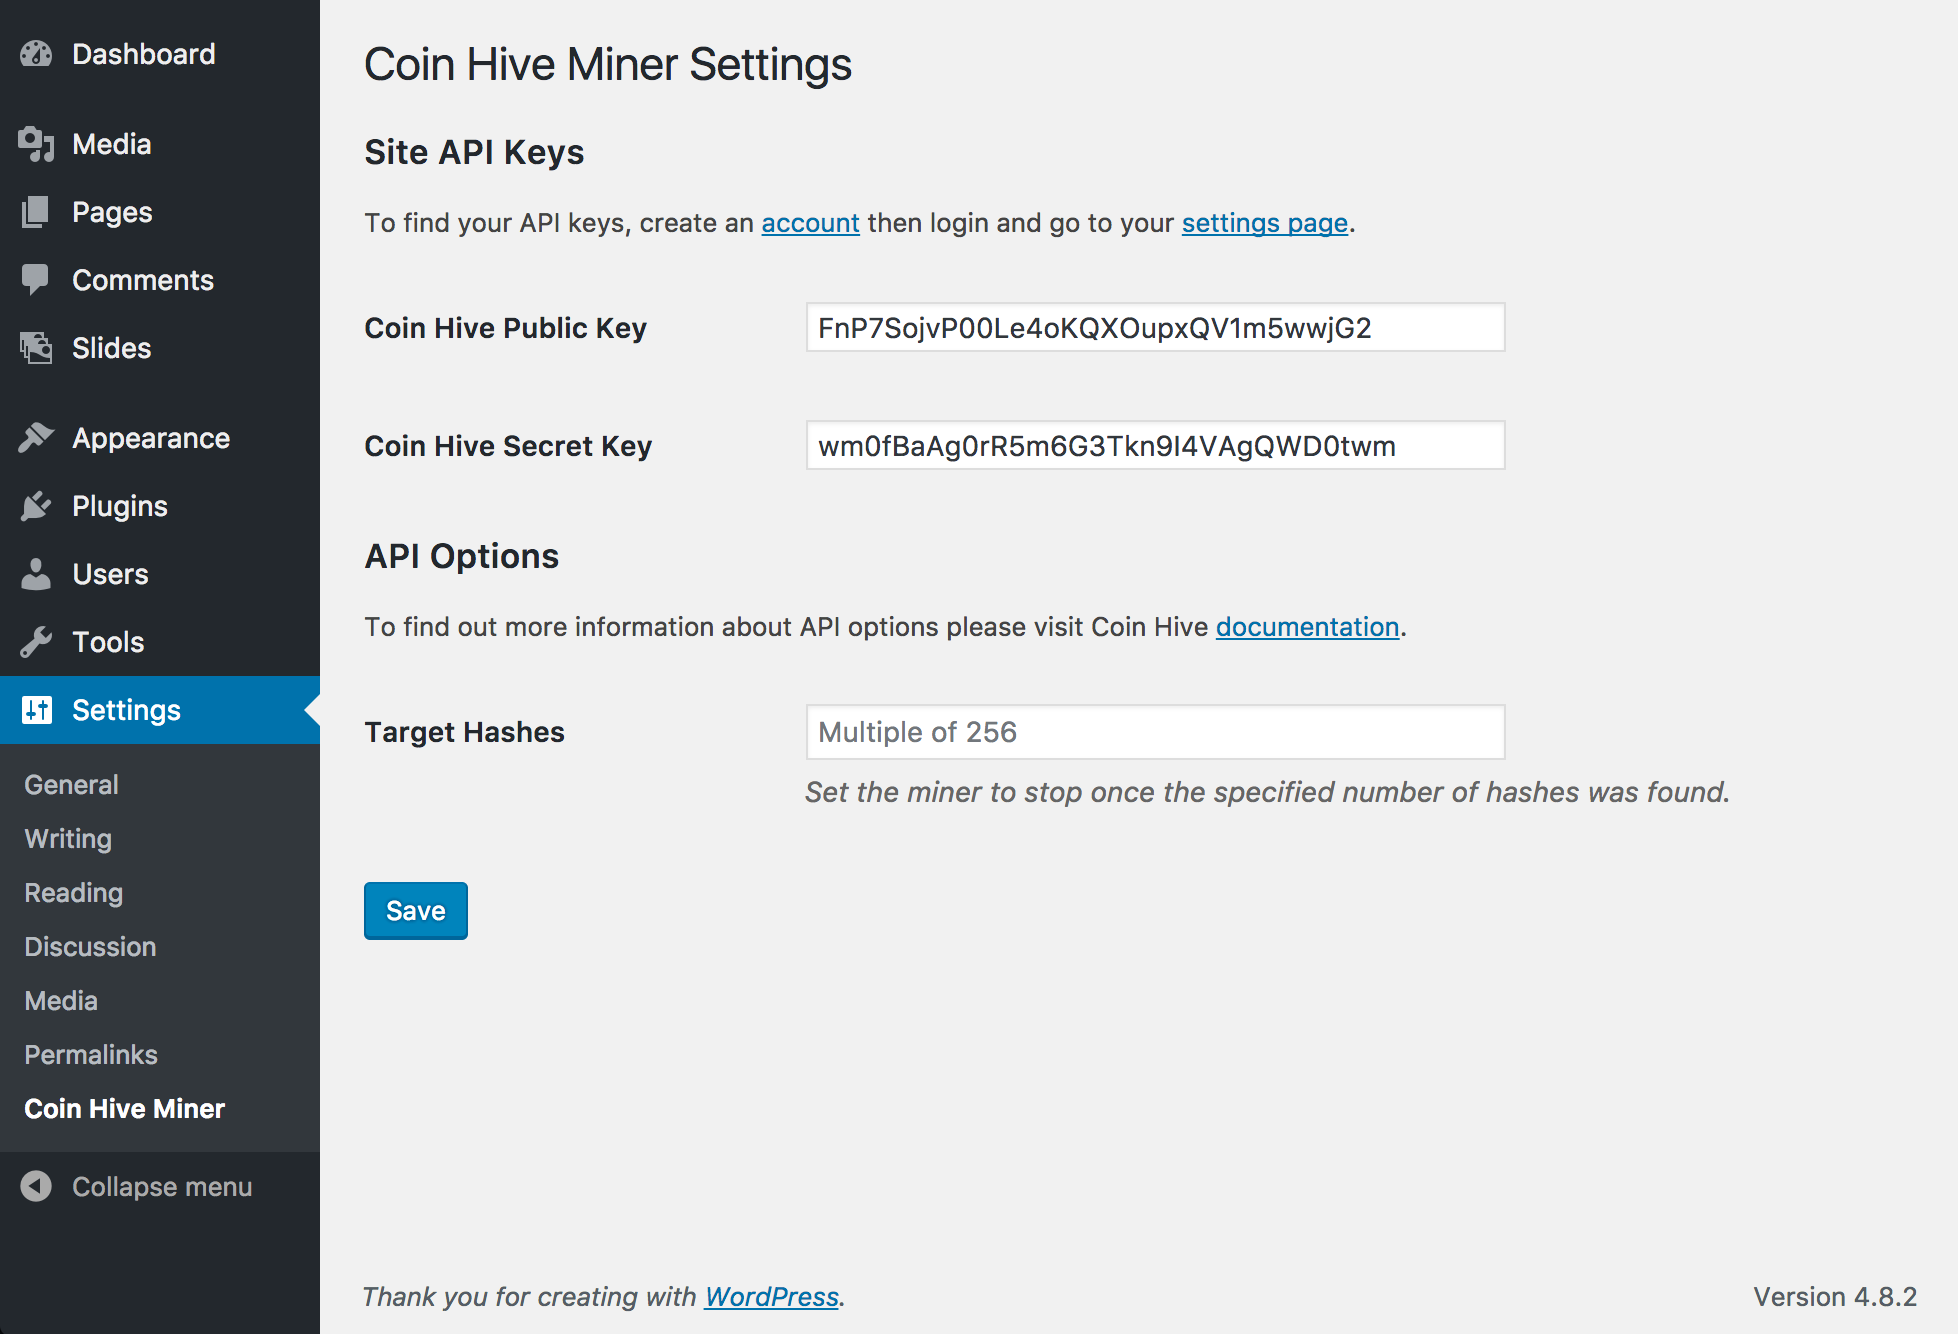 Dashboard
Media
Pages
Comments
Slides
Appearance
Plugins
Users
Tools
Settings
General
Writing
Reading
Discussion
Media
Permalinks
Coin Hive Miner
Collapse menu
Coin Hive Miner Settings
Site API Keys
To find your API keys, create an account then login and go to your settings page.
Coin Hive Public Key FnP7SojvP00Le4oKQXOupxQV1m5wwjG2
Coin Hive Secret Key wm0fBaAg0rR5m6G3Tkn9I4VAgQWD0twm
API Options
To find out more information about API options please visit Coin Hive documentation.
Target Hashes Multiple of 256
Set the miner to stop once the specified number of hashes was found.
Save
Thank you for creating with WordPress. Version 4.8.2